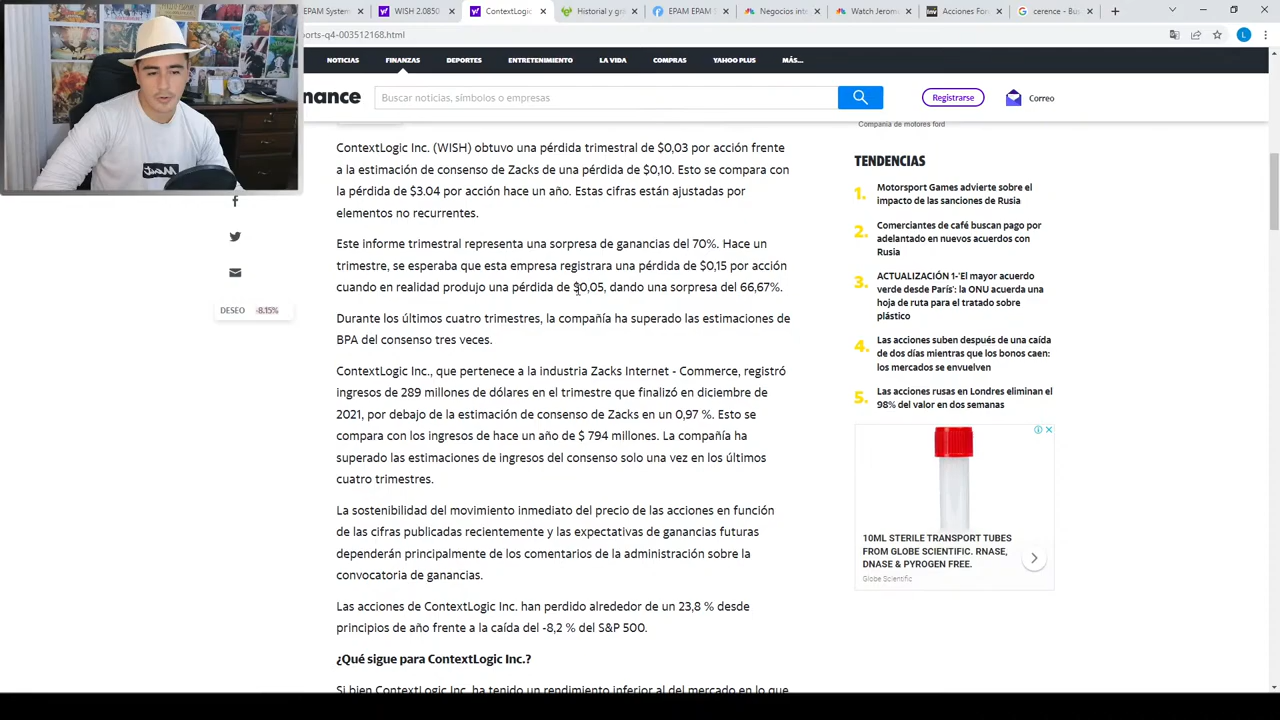 EPAM System
WISH 2.0850
ContextLogic
Historial y
EPAM EPAM
Negocios int
Watch Jerom
Acciones For
cerence - Bus
ports-q4-003512168.html
L
NOTICIAS FINANZAS DEPORTES ENTRETENIMIENTO LA VIDA COMPRAS YAHOO PLUS MÁS...
nance
Buscar noticias, símbolos o empresas
Registrarse
Correo
Compañía de motores ford
ContextLogic Inc. (WISH) obtuvo una pérdida trimestral de $0,03 por acción frente
a la estimación de consenso de Zacks de una pérdida de $0,10. Esto se compara con
la pérdida de $3.04 por acción hace un año. Estas cifras están ajustadas por
elementos no recurrentes.
Este informe trimestral representa una sorpresa de ganancias del 70%. Hace un
trimestre, se esperaba que esta empresa registrara una pérdida de $0,15 por acción
cuando en realidad produjo una pérdida de $0,05, dando una sorpresa del 66,67%.
Durante los últimos cuatro trimestres, la compañía ha superado las estimaciones de
BPA del consenso tres veces.
ContextLogic Inc., que pertenece a la industria Zacks Internet - Commerce, registró
ingresos de 289 millones de dólares en el trimestre que finalizó en diciembre de
2021, por debajo de la estimación de consenso de Zacks en un 0,97 %. Esto se
compara con los ingresos de hace un año de $ 794 millones. La compañía ha
superado las estimaciones de ingresos del consenso solo una vez en los últimos
cuatro trimestres.
La sostenibilidad del movimiento inmediato del precio de las acciones en función
de las cifras publicadas recientemente y las expectativas de ganancias futuras
dependerán principalmente de los comentarios de la administración sobre la
convocatoria de ganancias.
Las acciones de ContextLogic Inc. han perdido alrededor de un 23,8 % desde
principios de año frente a la caída del -8,2 % del S&P 500.
¿Qué sigue para ContextLogic Inc.?
Si bien ContextLogic Inc. ha tenido un rendimiento inferior al del mercado en lo que
DESEO -8.15%
TENDENCIAS
1. Motorsport Games advierte sobre el
impacto de las sanciones de Rusia
2. Comerciantes de café buscan pago por
adelantado en nuevos acuerdos con
Rusia
3. ACTUALIZACIÓN 1-'El mayor acuerdo
verde desde París': la ONU acuerda una
hoja de ruta para el tratado sobre
plástico
4. Las acciones suben después de una caída
de dos días mientras que los bonos caen:
los mercados se envuelven
5. Las acciones rusas en Londres eliminan el
98% del valor en dos semanas
10ML STERILE TRANSPORT TUBES
FROM GLOBE SCIENTIFIC. RNASE,
DNASE & PYROGEN FREE.
Globe Scientific